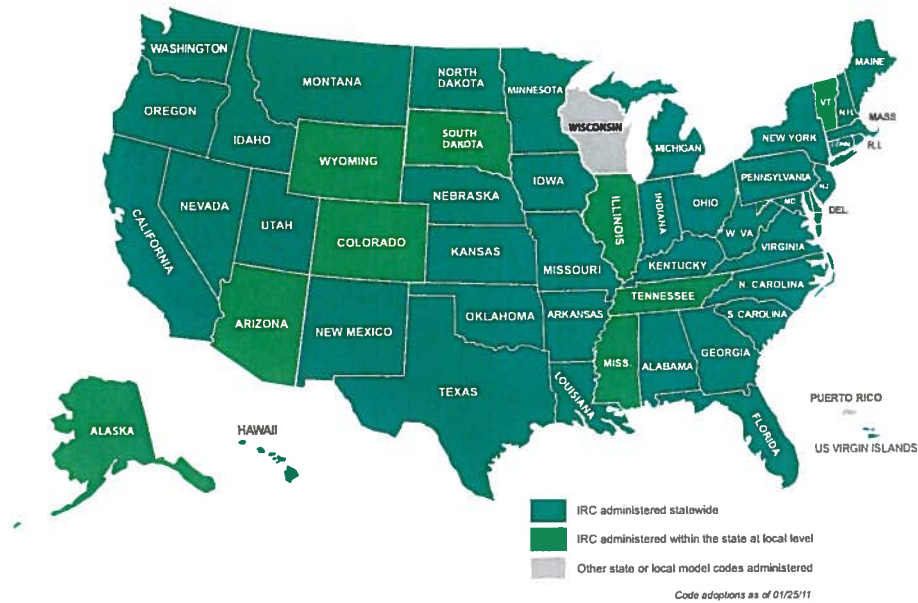 WASHINGTON
MONTANA
NORTH
DAKOTA
MINNESOTA
MAINE
OREGON
IDAHO
SOUTH
DAKOTA
WISCONSIN
VT
N.H.
MASS
WYOMING
MICHIGAN
NEW YORK
R.I.
NEVADA
NEBRASKA
IOWA
PENNSYLVANIA
NJ
CALIFORNIA
UTAH
COLORADO
KANSAS
MISSOURI
ILLINOIS
INDIANA
OHIO
W. VA
DEL
VIRGINIA
KENTUCKY
N. CAROLINA
ARIZONA
NEW MEXICO
OKLAHOMA
ARKANSAS
TENNESSEE
S CAROLINA
TEXAS
LOUISIANA
MISS.
ALABAMA
GEORGIA
FLORIDA
ALASKA
HAWAII
PUERTO RICO
US VIRGIN ISLANDS
IRC administered statewide
IRC administered within the state at local level
Other state or local model codes administered
Code adoptions as of 01/25/11